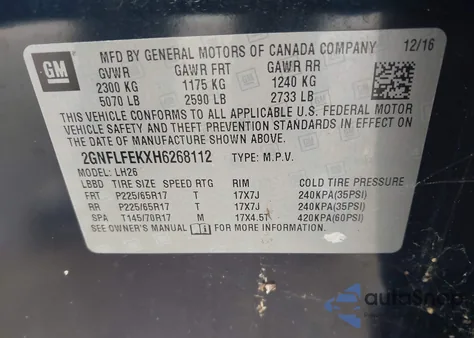 GM
MFD BY GENERAL MOTORS OF CANADA COMPANY 12/16
GVWR GAWR FRT GAWR RR
2300 KG 1175 KG 1240 KG
5070 LB 2590 LB 2733 LB
THIS VEHICLE CONFORMS TO ALL APPLICABLE U.S. FEDERAL MOTOR
VEHICLE SAFETY AND THEFT PREVENTION STANDARDS IN EFFECT ON
THE DATE OF MANUFACTURE SHOWN ABOVE.
2GNFLFEKXH6268112 TYPE: M.P.V.
MODEL: LH26
LBBD TIRE SIZE SPEED RTG RIM COLD TIRE PRESSURE
FRT P225/65R17 T 17X7J 240KPA(35PSI)
RR P225/65R17 T 17X7J 240KPA(35PSI)
SPA T145/70R17 M 17X4.5T 420KPA(60PSI)
SEE OWNER'S MANUAL FOR MORE INFORMATION.